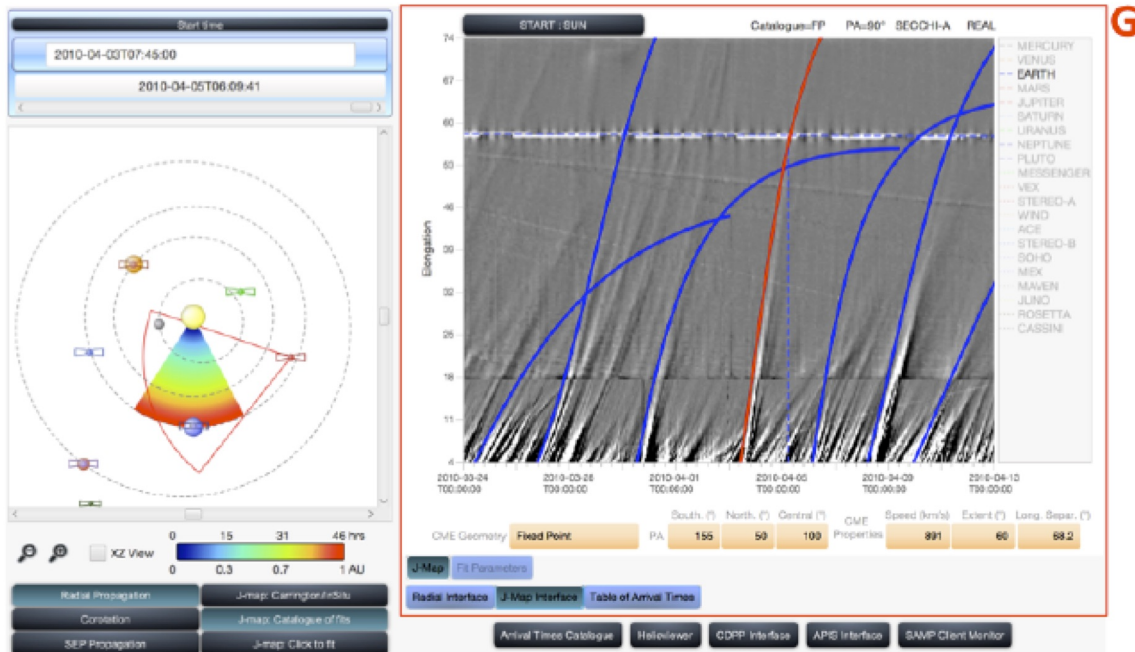 Start time
2010-04-03T07:45:00
2010-04-05T06:09:41
XZ View
0 15 31 46 hrs
0 0.3 0.7 1 AU
Radial Propagation
J-map: Carrington/InSitu
Corotation
J-map: Catalogue of fits
SEP Propagation
J-map: Click to fit
G
START : SUN
Catalogue=FP PA=90° SECCHI-A REAL
Elongation
74
67
60
53
46
39
32
25
18
11
4
2010-03-24 T00:00:00
2010-03-28 T00:00:00
2010-04-01 T00:00:00
2010-04-05 T00:00:00
2010-04-09 T00:00:00
2010-04-13 T00:00:00
MERCURY
VENUS
EARTH
MARS
JUPITER
SATURN
URANUS
NEPTUNE
PLUTO
MESSENGER
VEX
STEREO-A
WIND
ACE
STEREO-B
SOHO
MEX
MAVEN
JUNO
ROSETTA
CASSINI
South. (°) North. (°) Central (°) CME Speed (km/s) Extent (°) Long. Separ. (°)
CME Geometry Fixed Point PA 155 50 100 Properties 891 60 68.2
J-Map Fit Parameters
Radial Interface J-Map Interface Table of Arrival Times
Arrival Times Catalogue Helioviewer CDPP Interface APIS Interface SAMP Client Monitor